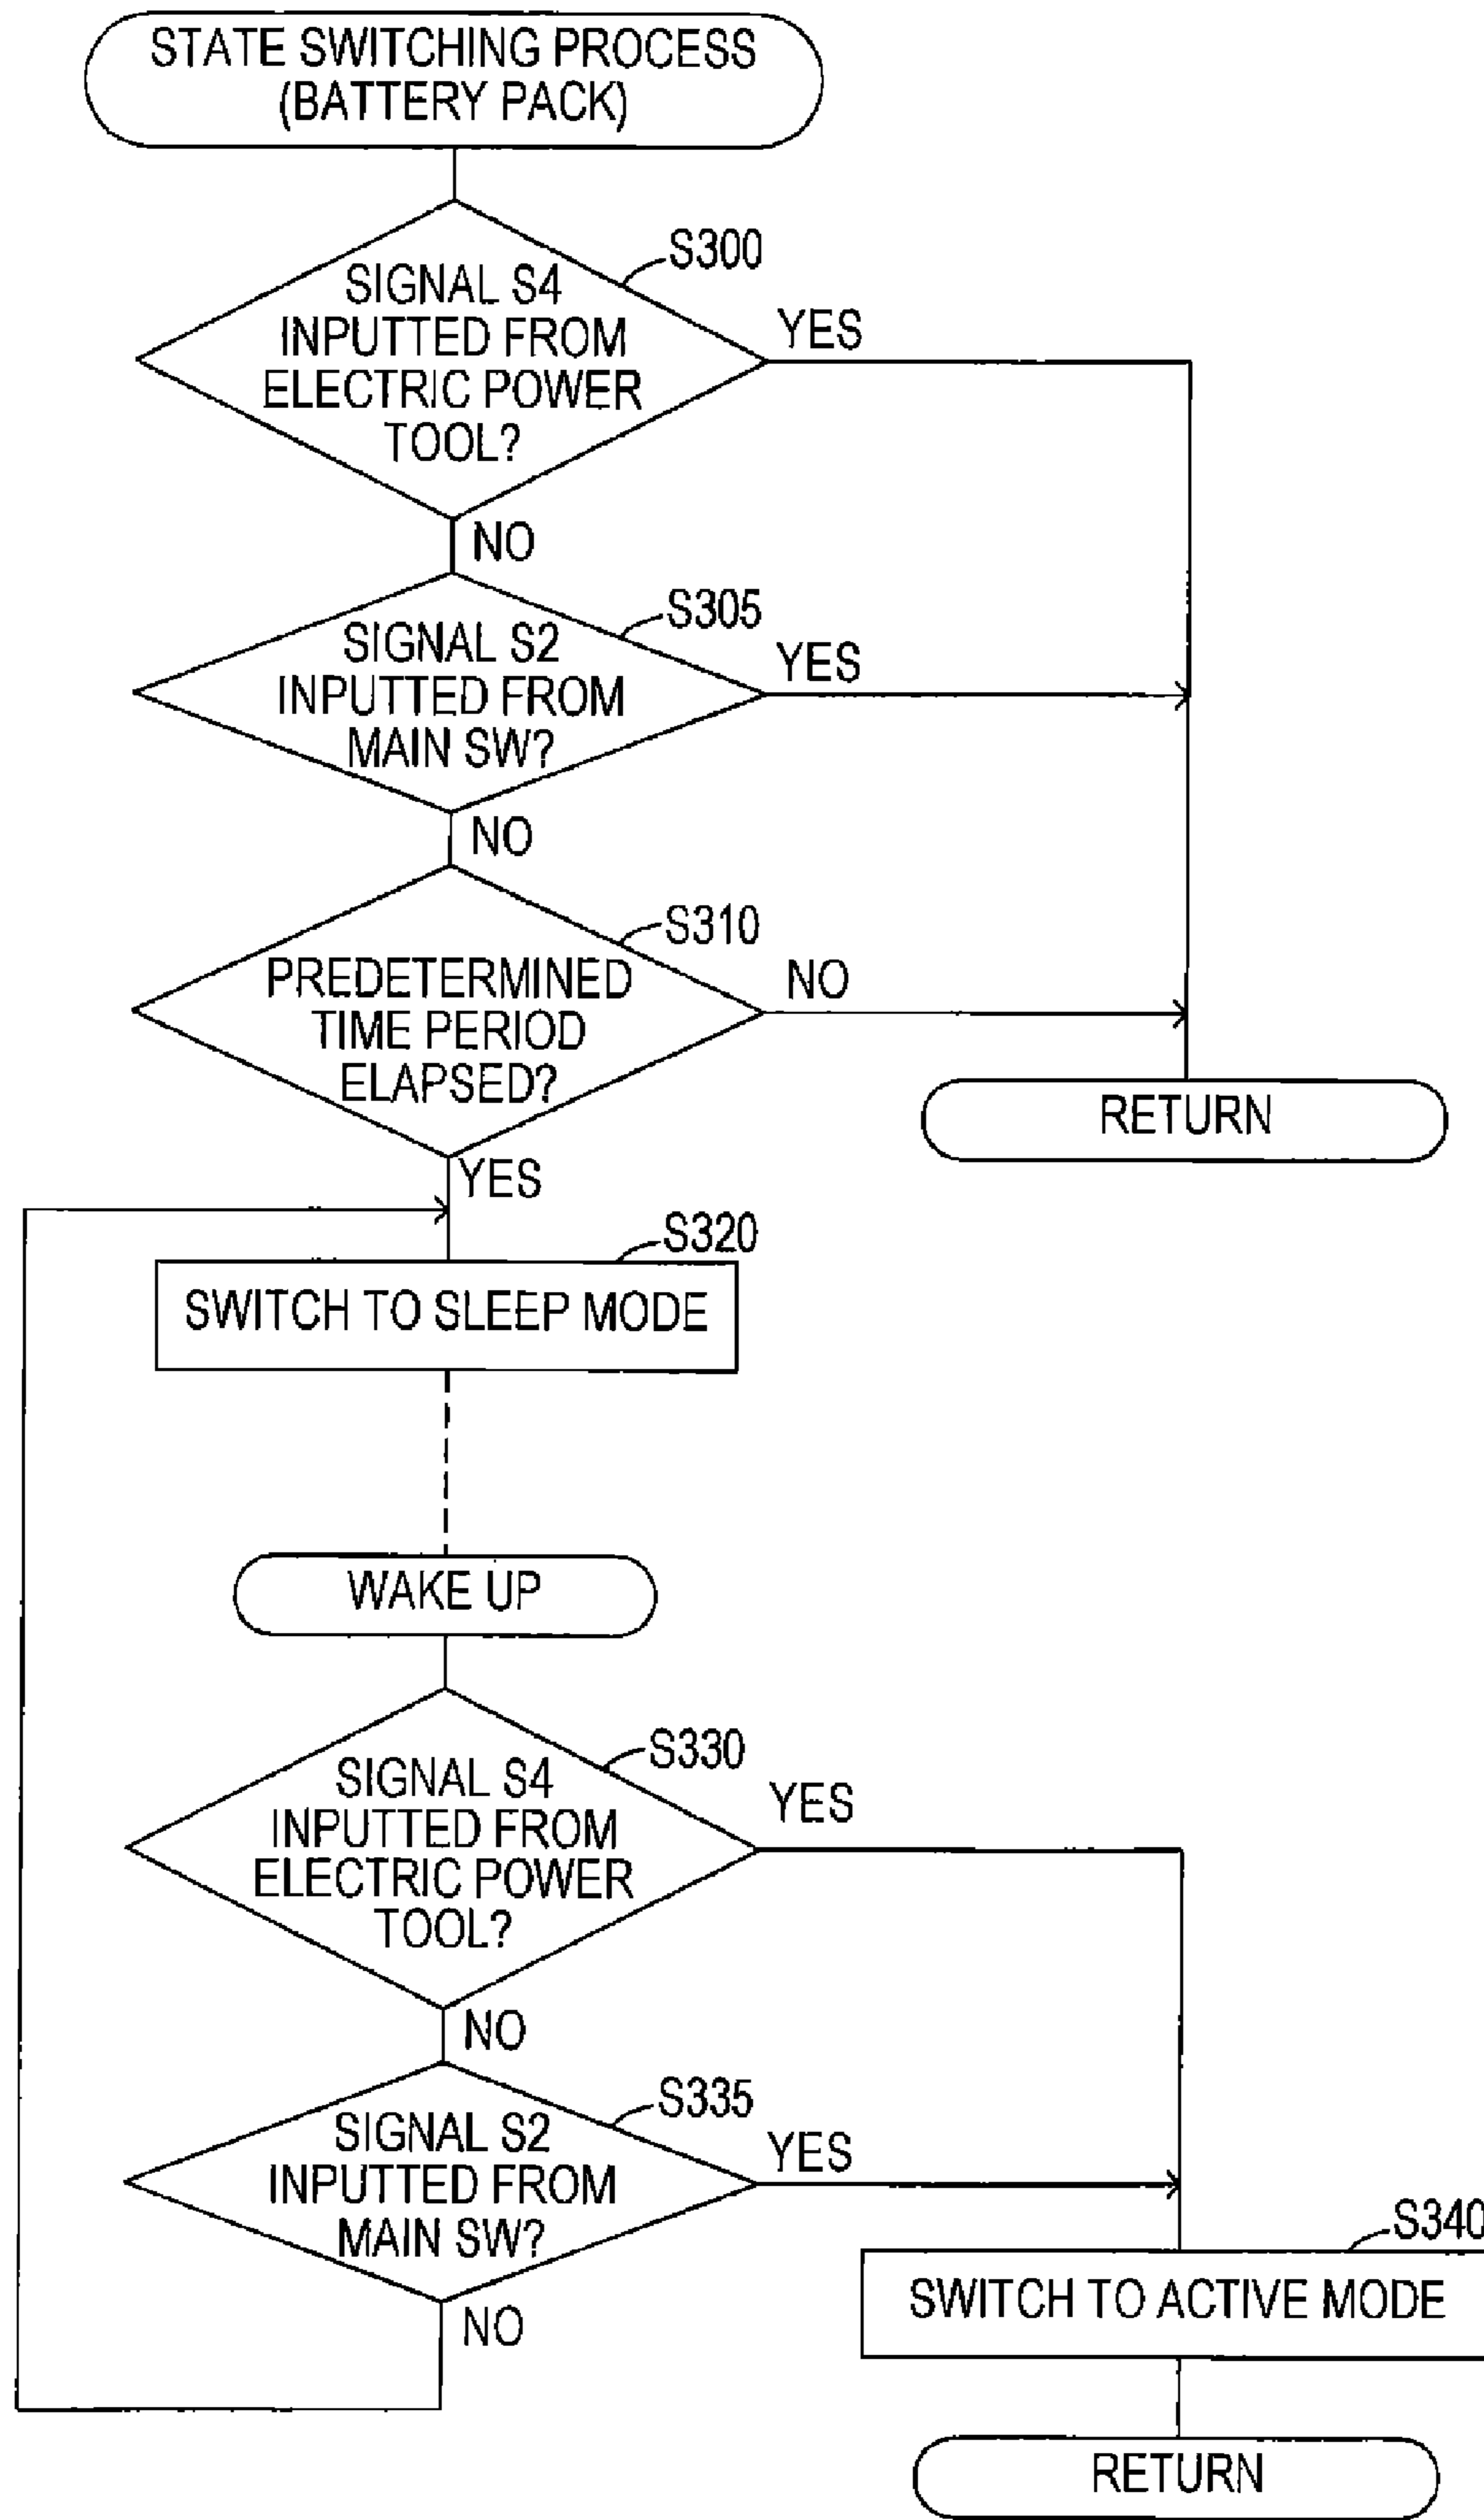 STATE SWITCHING PROCESS
(BATTERY PACK)
S300
SIGNAL S4
INPUTTED FROM
ELECTRIC POWER
TOOL?
YES
NO
S305
SIGNAL S2
INPUTTED FROM
MAIN SW?
YES
NO
S310
PREDETERMINED
TIME PERIOD
ELAPSED?
NO
RETURN
YES
S320
SWITCH TO SLEEP MODE
WAKE UP
S330
SIGNAL S4
INPUTTED FROM
ELECTRIC POWER
TOOL?
YES
NO
S335
SIGNAL S2
INPUTTED FROM
MAIN SW?
YES
NO
S340
SWITCH TO ACTIVE MODE
RETURN